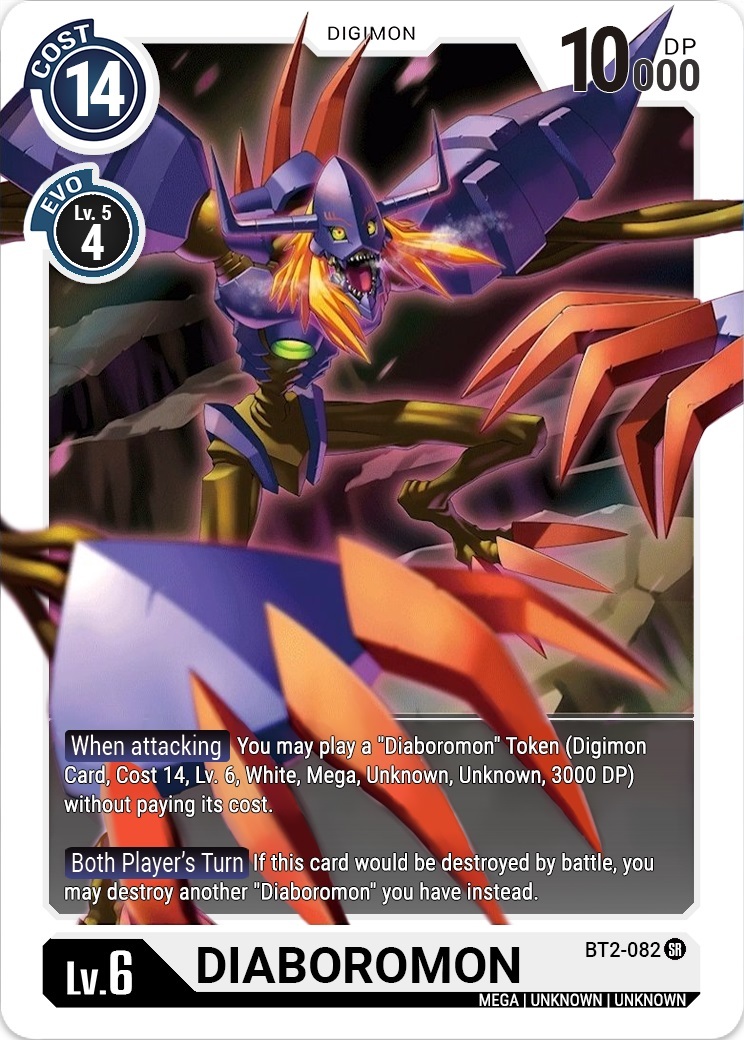 DIGIMON
COST
14
DP
10000
EVO
Lv. 5
4
When attacking You may play a "Diaboromon" Token (Digimon
Card, Cost 14, Lv. 6, White, Mega, Unknown, Unknown, 3000 DP)
without paying its cost.
Both Player's Turn If this card would be destroyed by battle, you
may destroy another "Diaboromon" you have instead.
BT2-082 SR
Lv.6 DIABOROMON
MEGA | UNKNOWN | UNKNOWN